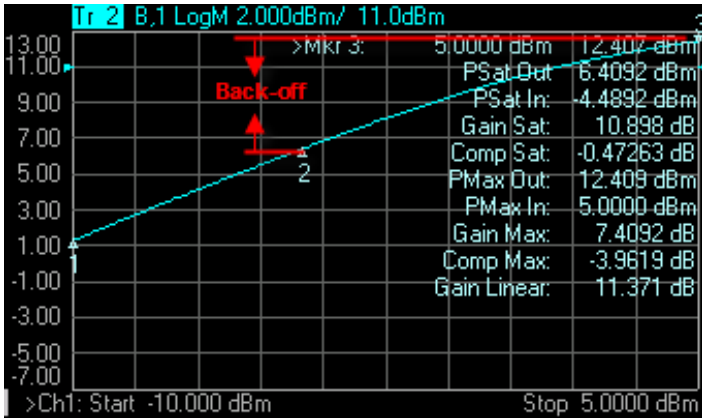 Tr 2 B,1 LogM 2.000dBm/ 11.0dBm
3
13.00 >Mkr 3: 5.0000 dBm 12.407 dBm
11.00 PSat Out 6.4092 dBm
Back-off PSat In: -4.4892 dBm
9.00 Gain Sat: 10.898 dB
7.00 Comp Sat: -0.47263 dB
2
5.00 PMax Out: 12.409 dBm
3.00 PMax In: 5.0000 dBm
Gain Max: 7.4092 dB
1.00 Comp Max: -3.9619 dB
1
-1.00 Gain Linear: 11.371 dB
-3.00
-5.00
-7.00
>Ch1: Start -10.000 dBm Stop 5.0000 dBm